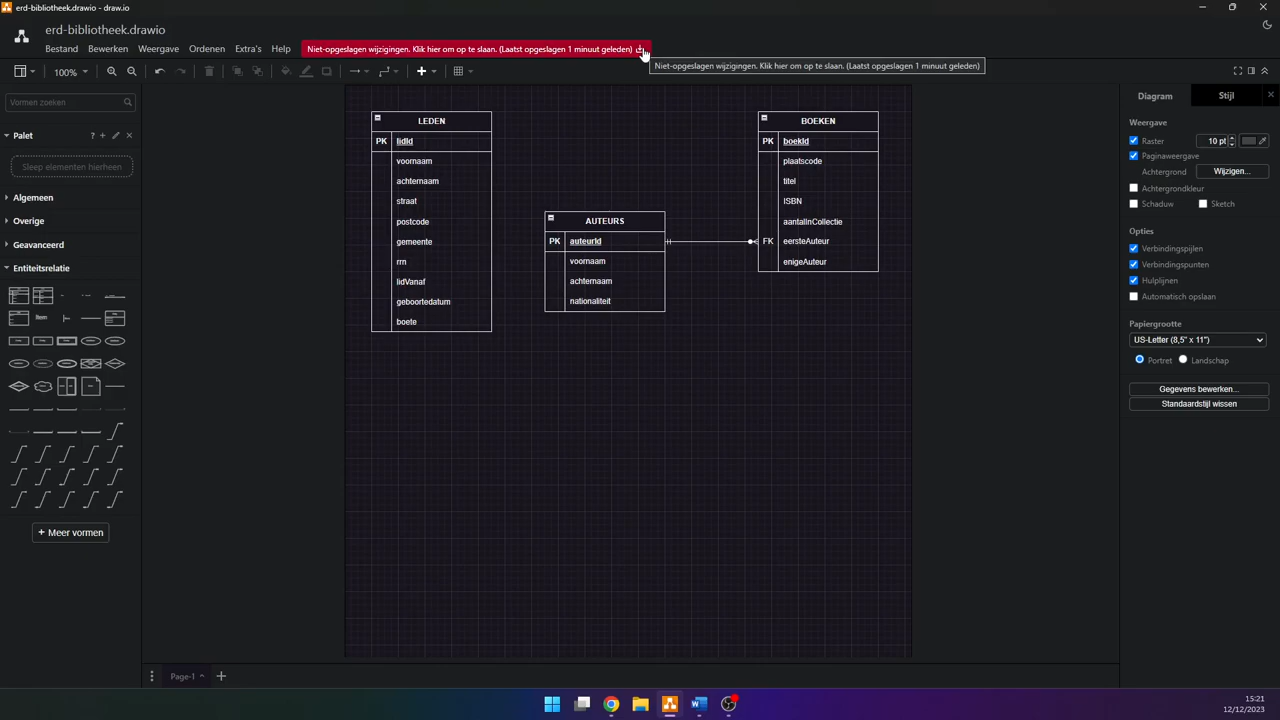 erd-bibliotheek.drawio - draw.io
erd-bibliotheek.drawio
Bestand Bewerken Weergave Ordenen Extra's Help
Niet-opgeslagen wijzigingen. Klik hier om op te slaan. (Laatst opgeslagen 1 minuut geleden)
Niet-opgeslagen wijzigingen. Klik hier om op te slaan. (Laatst opgeslagen 1 minuut geleden)
100%
Vormen zoeken
Palet
?
Sleep elementen hierheen
Algemeen
Overige
Geavanceerd
Entiteitsrelatie
+ Meer vormen
LEDEN
PK lidId
voornaam
achternaam
straat
postcode
gemeente
rrn
lidVanaf
geboortedatum
boete
AUTEURS
PK auteurId
voornaam
achternaam
nationaliteit
BOEKEN
PK boekId
plaatscode
titel
ISBN
aantalInCollectie
FK eersteAuteur
enigeAuteur
Diagram Stijl
Weergave
Raster 10 pt
Paginaweergave
Achtergrond Wijzigen...
Achtergrondkleur
Schaduw Sketch
Opties
Verbindingspijlen
Verbindingspunten
Hulplijnen
Automatisch opslaan
Papiergrootte
US-Letter (8,5" x 11")
Portret Landschap
Gegevens bewerken...
Standaardstijl wissen
Page-1
15:21
12/12/2023